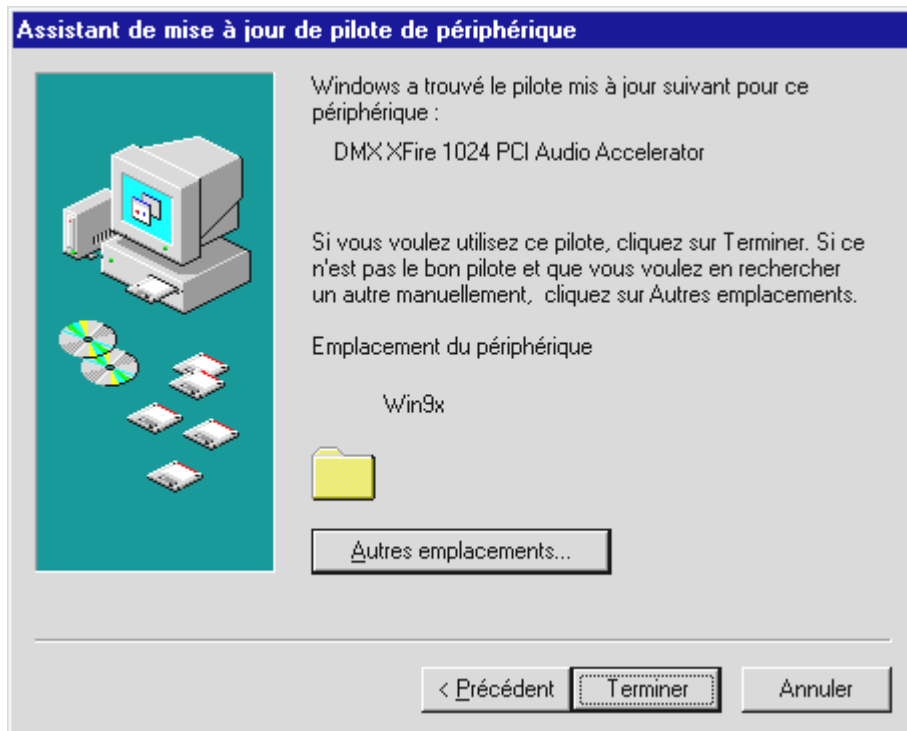 Assistant de mise à jour de pilote de périphérique
Windows a trouvé le pilote mis à jour suivant pour ce
périphérique :
DMX XFire 1024 PCI Audio Accelerator
Si vous voulez utilisez ce pilote, cliquez sur Terminer. Si ce
n'est pas le bon pilote et que vous voulez en rechercher
un autre manuellement,  cliquez sur Autres emplacements.
Emplacement du périphérique
Win9x
Autres emplacements...
< Précédent
Terminer
Annuler